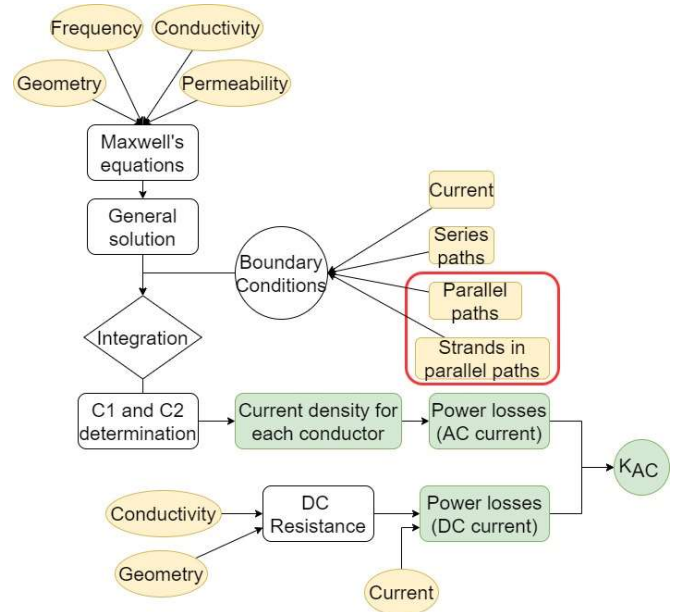 Frequency
Conductivity
Geometry
Permeability
Maxwell's
equations
General
solution
Boundary
Conditions
Current
Series
paths
Parallel
paths
Strands in
parallel paths
Integration
C1 and C2
determination
Current density for
each conductor
Power losses
(AC current)
KAC
Conductivity
Geometry
DC
Resistance
Power losses
(DC current)
Current